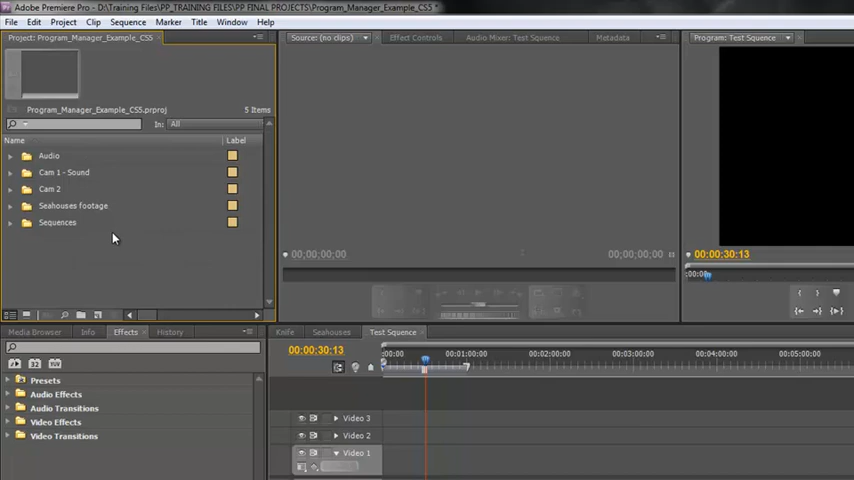 Adobe Premiere Pro - D:\Training Files\PP_TRAINING FILES\PP FINAL PROJECTS\Program_Manager_Example_CS5 *
File Edit Project Clip Sequence Marker Title Window Help
Project: Program_Manager_Example_CS5
Source: (no clips) Effect Controls Audio Mixer: Test Squence Metadata Program: Test Squence
Program_Manager_Example_CS5.prproj 5 Items
In: All
Name Label
Audio
Cam 1 - Sound
Cam 2
Seahouses footage
Sequences
00;00;00;00 00;00;00;00 00:00:30:13
00:00
Media Browser Info Effects History Knife Seahouses Test Squence
00:00:30:13 :00:00 00:01:00:00 00:02:00:00 00:03:00:00 00:04:00:00 00:05:00:00
Presets
Audio Effects
Audio Transitions
Video Effects
Video Transitions
Video 3
Video 2
Video 1